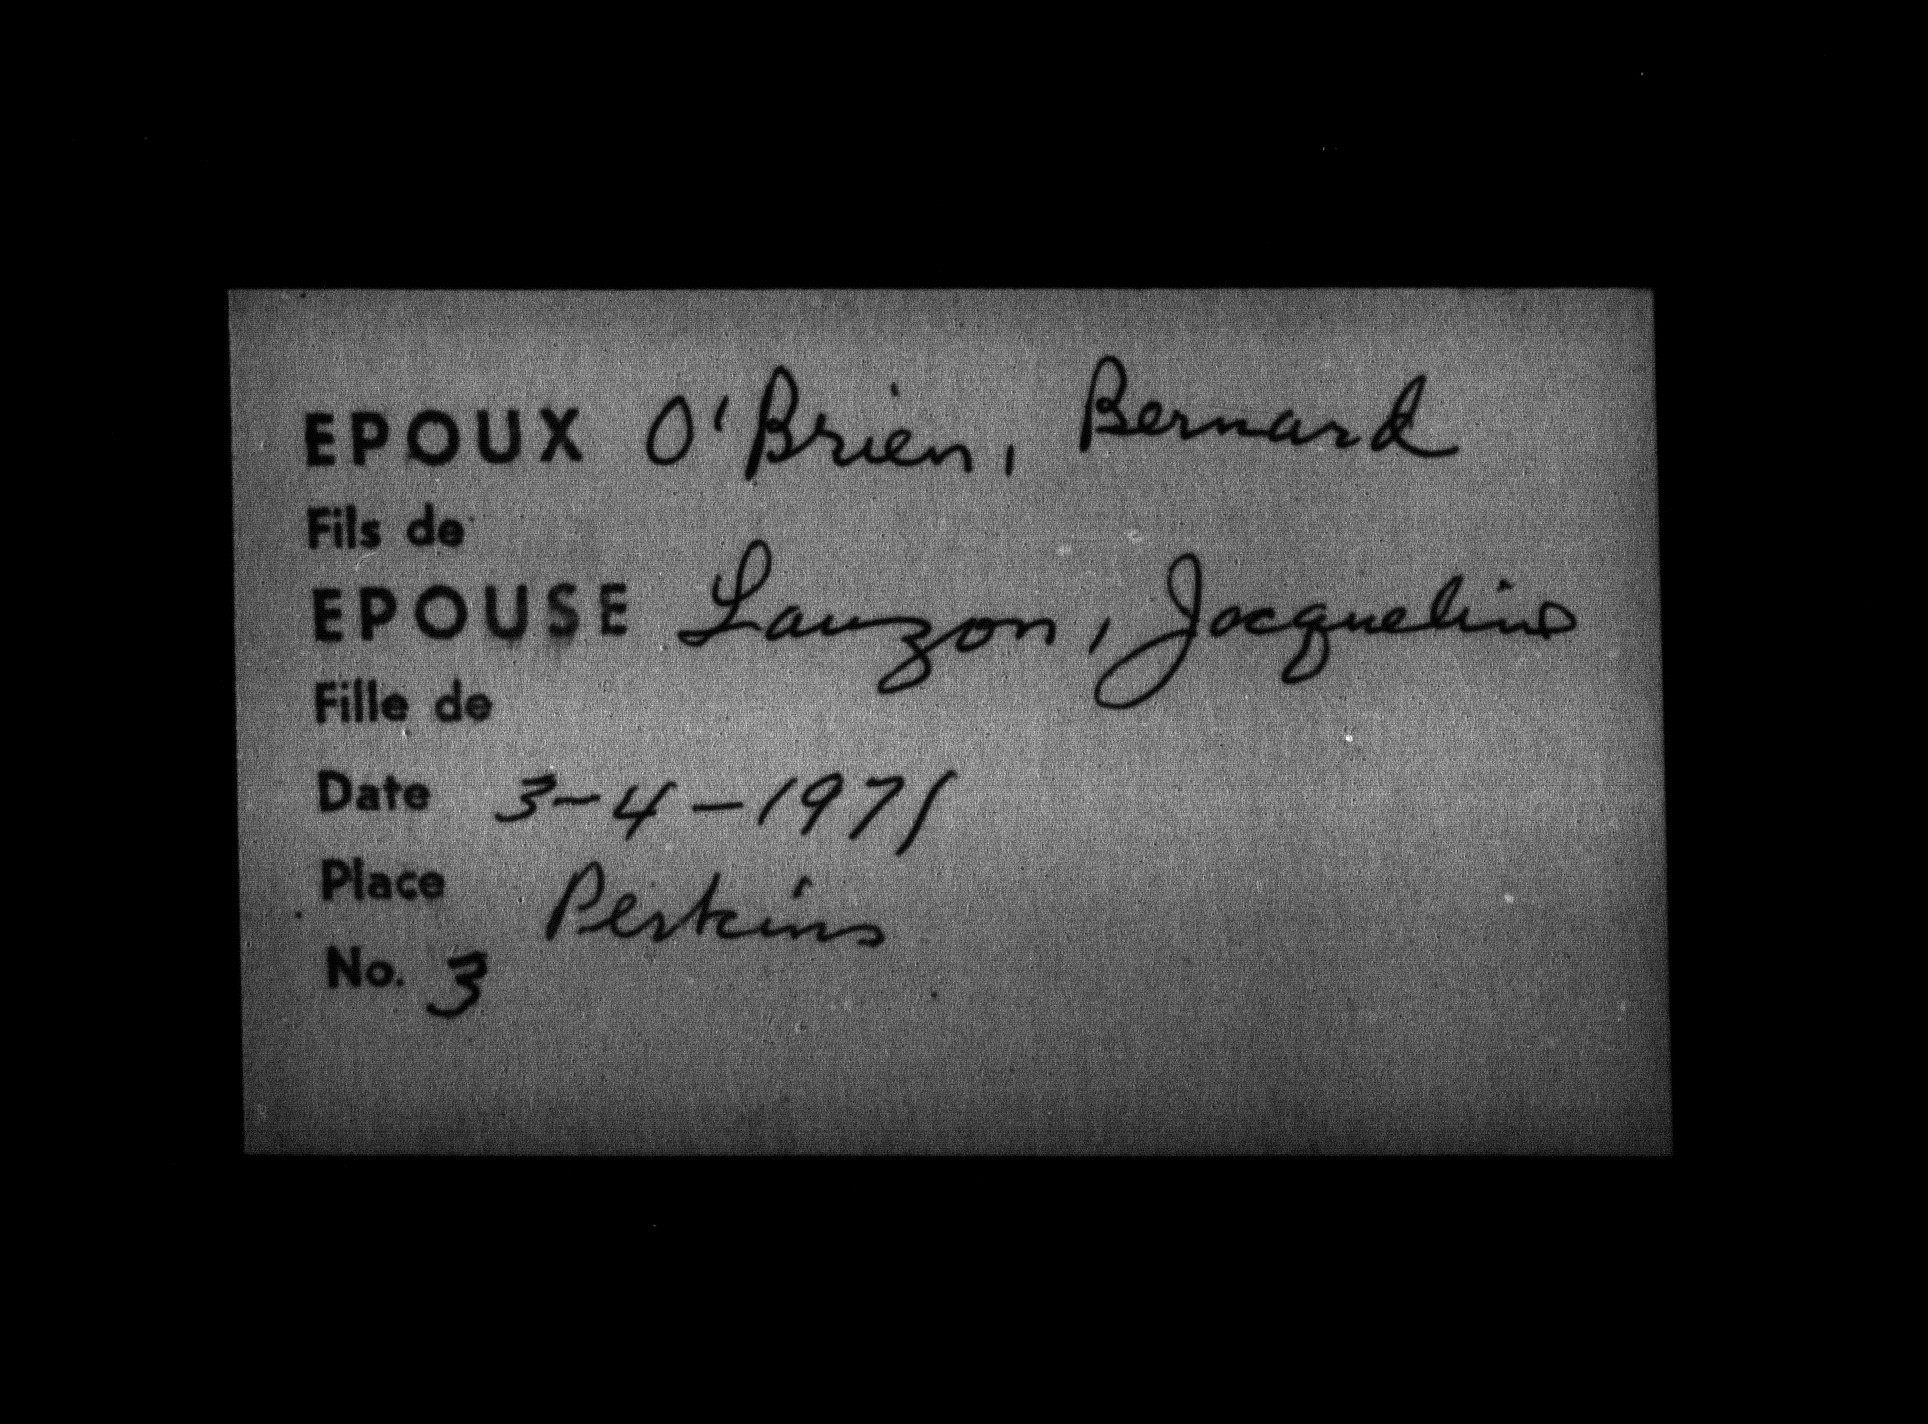 EPOUX O'Brien, Bernard
Fils de
EPOUSE Lauzon, Jacqueline
Fille de
Date 3-4-1971
Place Perkins
No. 3